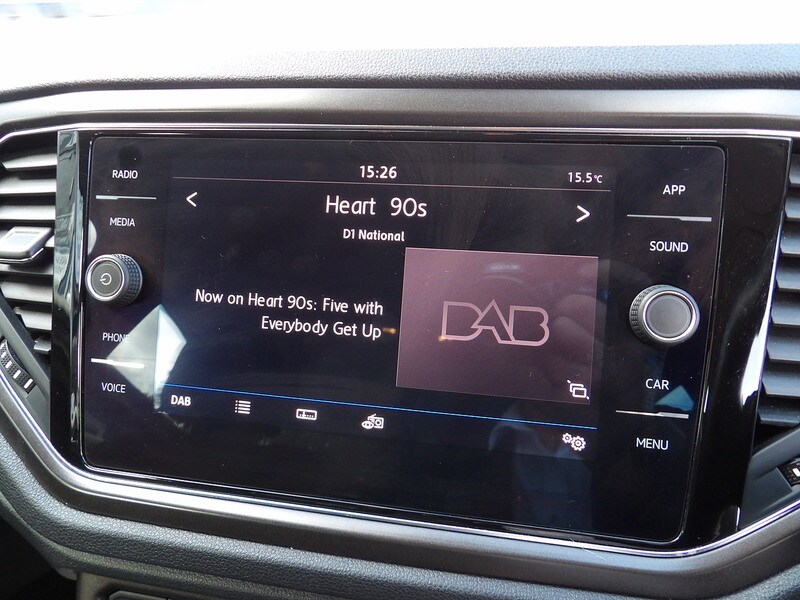 RADIO
MEDIA
PHONE
VOICE
15:26
15.5°C
< Heart 90s >
D1 National
Now on Heart 90s: Five with
Everybody Get Up
DAB
DAB
APP
SOUND
CAR
MENU